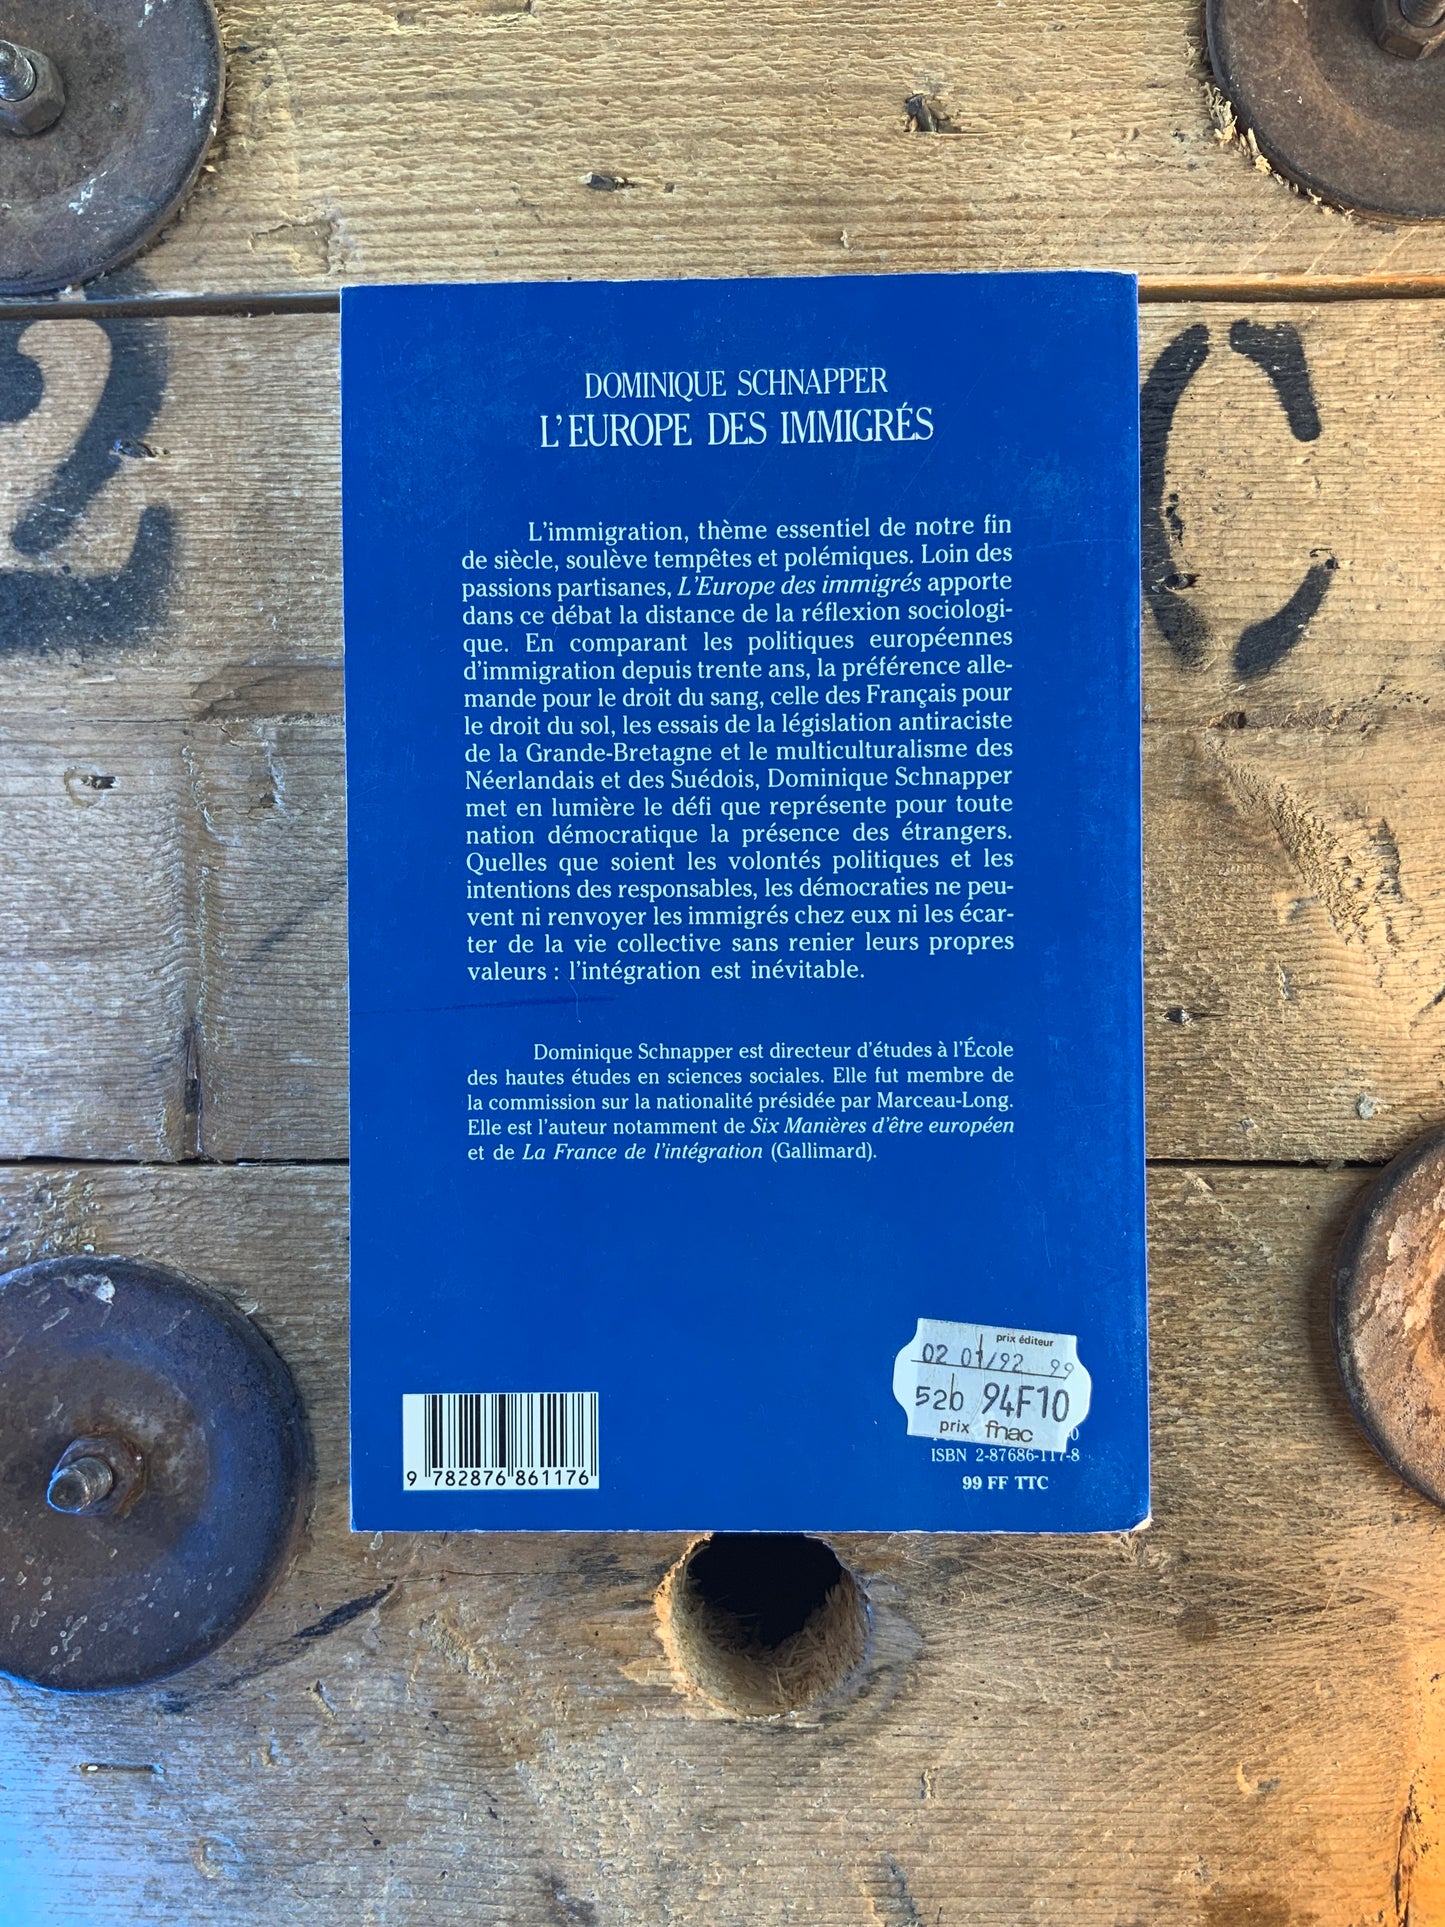 DOMINIQUE SCHNAPPER
L'EUROPE DES IMMIGRÉS
L'immigration, thème essentiel de notre fin
de siècle, soulève tempêtes et polémiques. Loin des
passions partisanes, L'Europe des immigrés apporte
dans ce débat la distance de la réflexion sociologi-
que. En comparant les politiques européennes
d'immigration depuis trente ans, la préférence alle-
mande pour le droit du sang, celle des Français pour
le droit du sol, les essais de la législation antiraciste
de la Grande-Bretagne et le multiculturalisme des
Néerlandais et des Suédois, Dominique Schnapper
met en lumière le défi que représente pour toute
nation démocratique la présence des étrangers.
Quelles que soient les volontés politiques et les
intentions des responsables, les démocraties ne peu-
vent ni renvoyer les immigrés chez eux ni les écar-
ter de la vie collective sans renier leurs propres
valeurs : l'intégration est inévitable.
Dominique Schnapper est directeur d'études à l'École
des hautes études en sciences sociales. Elle fut membre de
la commission sur la nationalité présidée par Marceau-Long.
Elle est l'auteur notamment de Six Manières d'être européen
et de La France de l'intégration (Gallimard).
prix éditeur
02 01/92 99
520 94F10
prix fnac
ISBN 2-87686-117-8
99 FF TTC
9 782876 861176
2
C